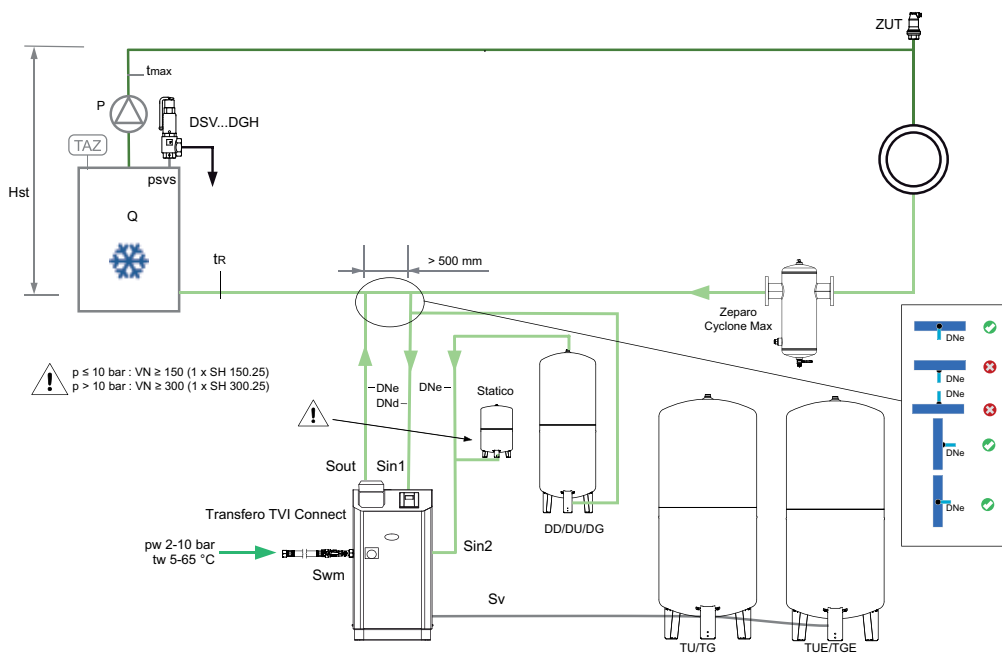 ZUT
tmax
P
DSV...DGH
TAZ
psvs
Hst
Q
tR
> 500 mm
Zeparo
Cyclone Max
DNe
DNe
DNe
DNe
DNe
p ≤ 10 bar : VN ≥ 150 (1 x SH 150.25)
p > 10 bar : VN ≥ 300 (1 x SH 300.25)
DNe
DNd
DNe
Statico
Sout
Sin1
Transfero TVI Connect
DD/DU/DG
pw 2-10 bar
tw 5-65 °C
Sin2
Swm
Sv
TU/TG
TUE/TGE